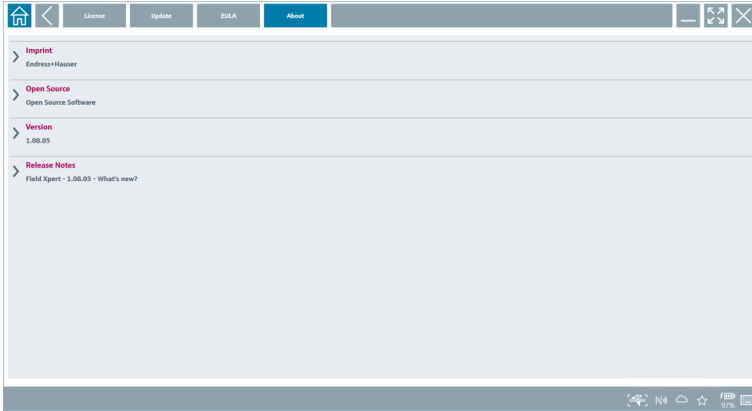 License
Update
EULA
About
Imprint
Endress+Hauser
Open Source
Open Source Software
Version
1.08.05
Release Notes
Field Xpert - 1.08.05 - What's new?
97%